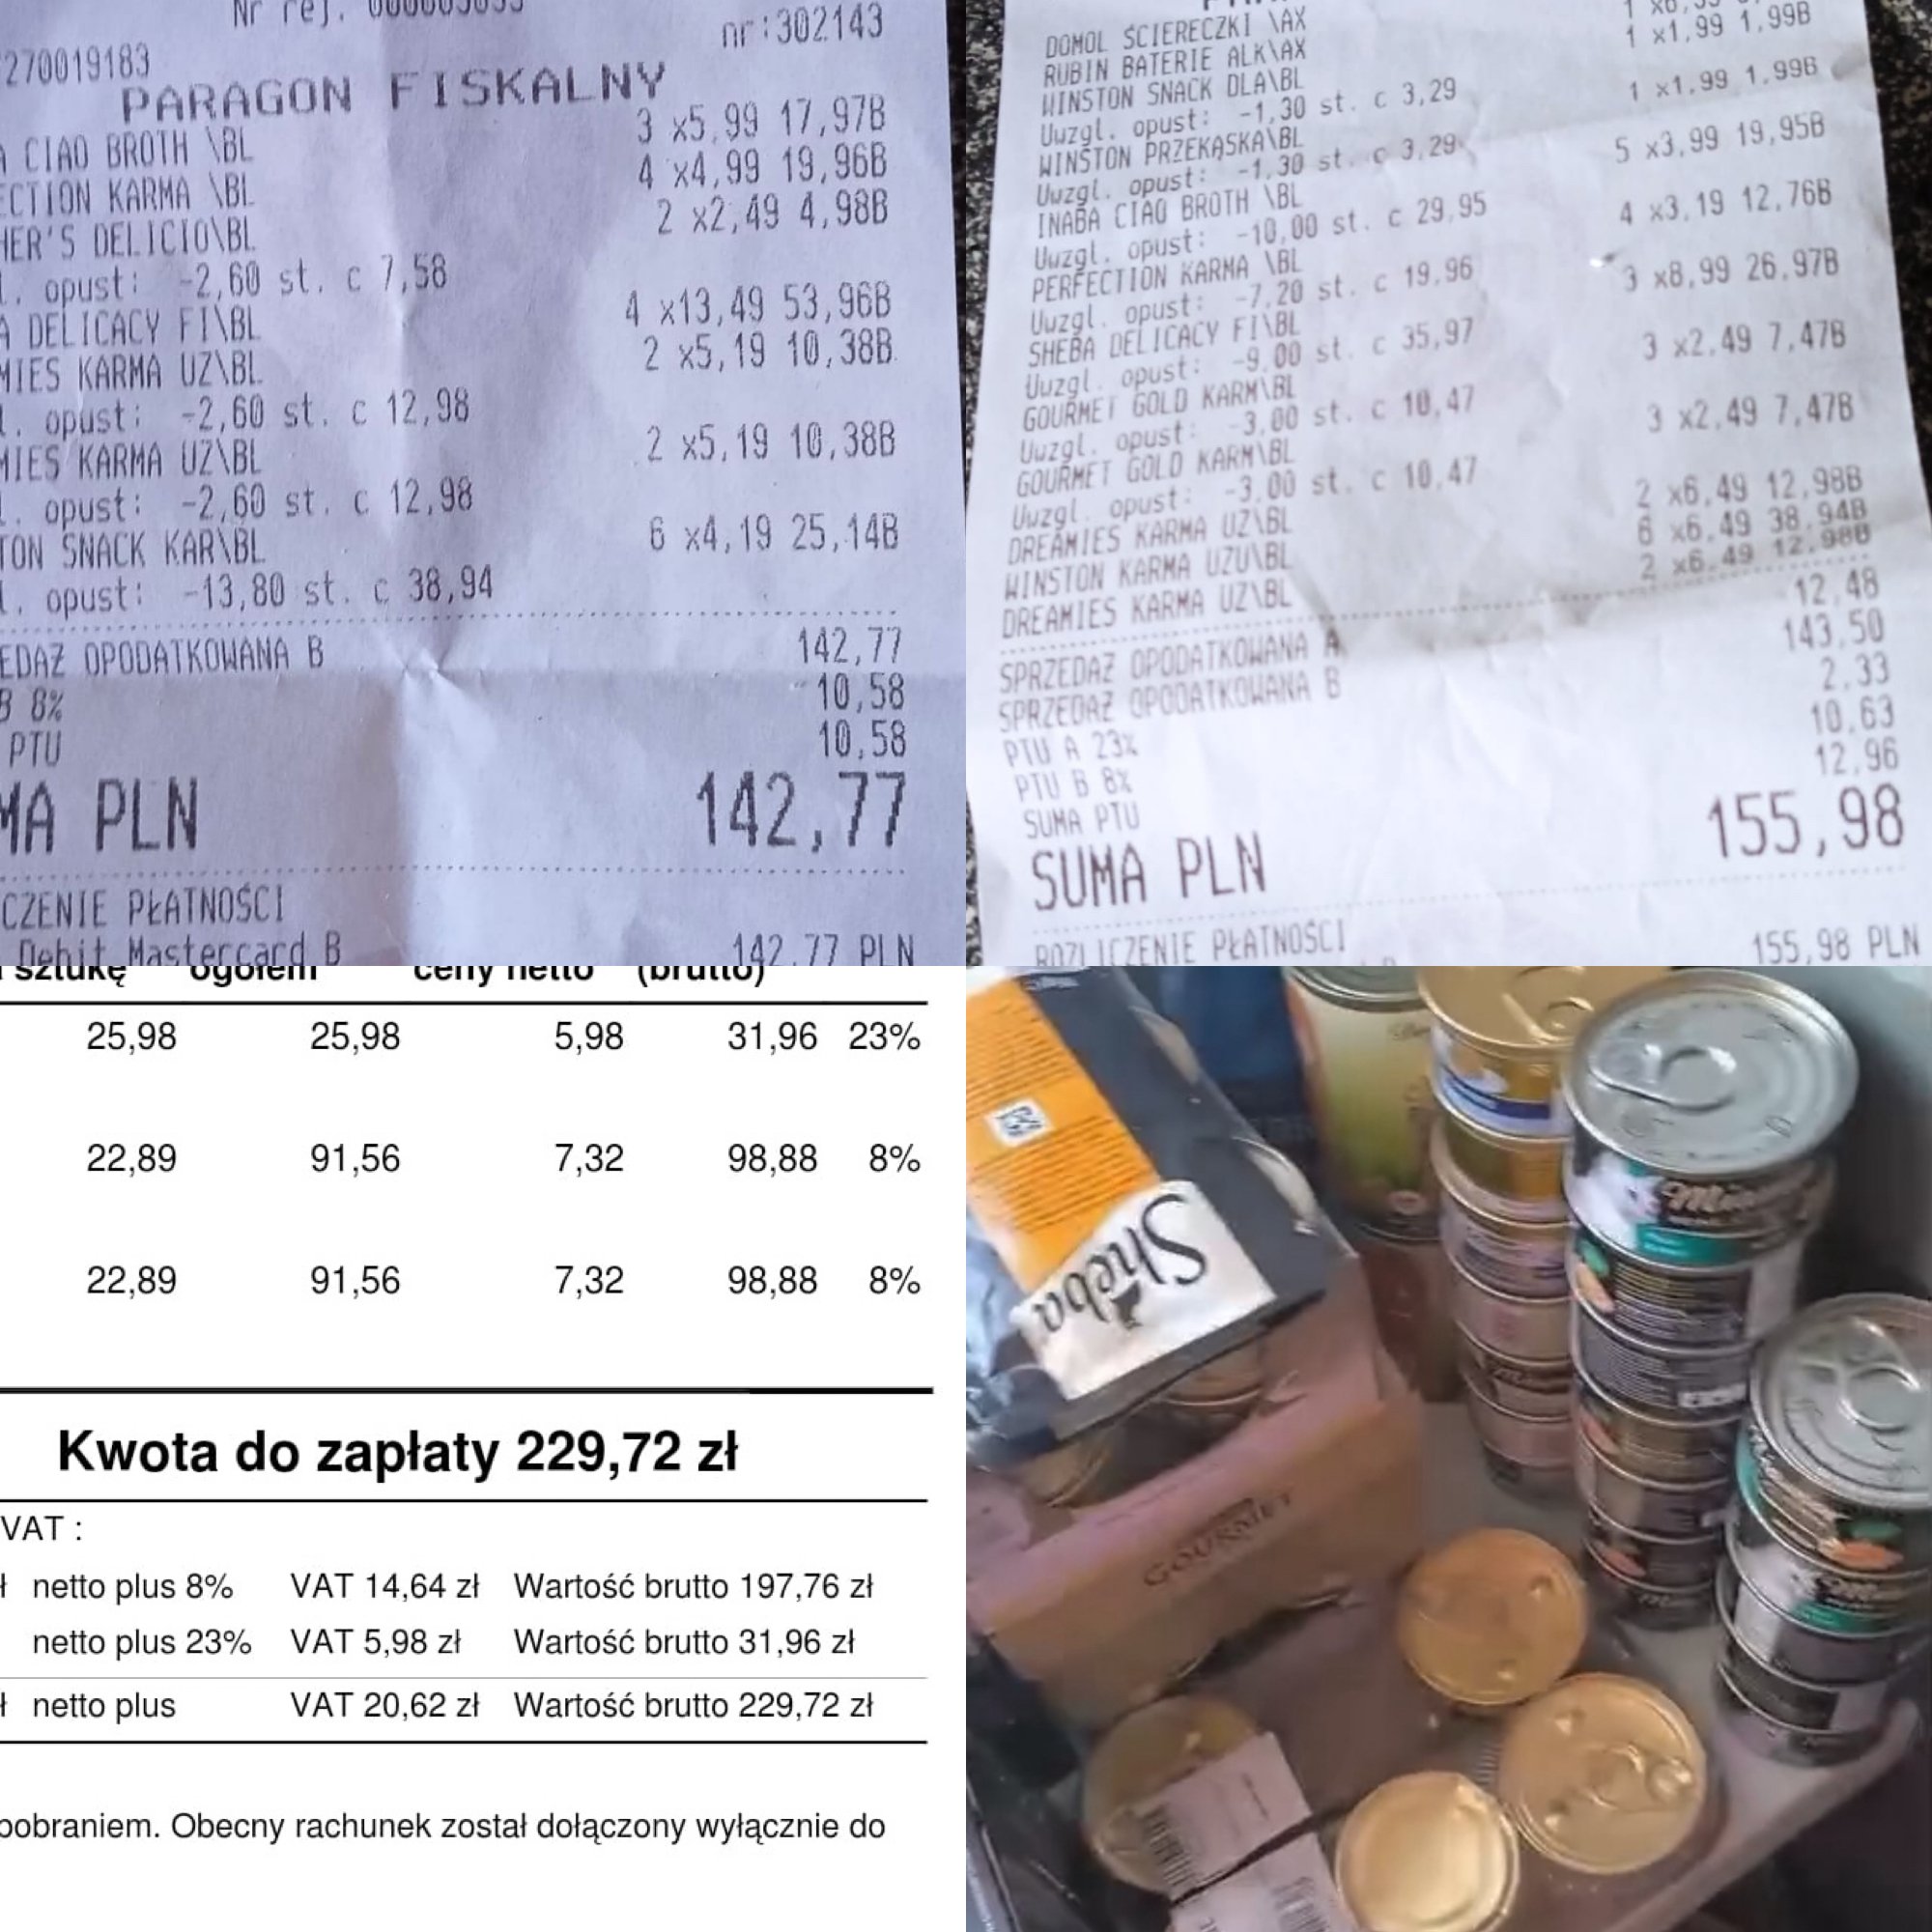 Nr rej.
nr:302143
270019183
PARAGON FISKALNY
CIAO BROTH \BL 3 x5,99 17,97B
ECTION KARMA \BL 4 x4,99 19,96B
HER'S DELICIO\BL 2 x2,49 4,98B
l. opust: -2,60 st. c 7,58
A DELICACY FI\BL 4 x13,49 53,96B
MIES KARMA UZ\BL 2 x5,19 10,38B
l. opust: -2,60 st. c 12,98
MIES KARMA UZ\BL 2 x5,19 10,38B
l. opust: -2,60 st. c 12,98
TON SNACK KAR\BL 6 x4,19 25,14B
l. opust: -13,80 st. c 38,94
EDAŻ OPODATKOWANA B 142,77
B 8% 10,58
PTU 10,58
MA PLN 142,77
CZENIE PŁATNOŚCI
Debit Mastercard B 142,77 PLN
DOMOL ŚCIERECZKI \AX
RUBIN BATERIE ALK\AX 1 x1,99 1,99B
WINSTON SNACK DLA\BL
Uwzgl. opust: -1,30 st. c 3,29
WINSTON PRZEKĄSKA\BL 1 x1,99 1,99B
Uwzgl. opust: -1,30 st. c 3,29
INABA CIAO BROTH \BL 5 x3,99 19,95B
Uwzgl. opust: -10,00 st. c 29,95
PERFECTION KARMA \BL 4 x3,19 12,76B
Uwzgl. opust: -7,20 st. c 19,96
SHEBA DELICACY FI\BL 3 x8,99 26,97B
Uwzgl. opust: -9,00 st. c 35,97
GOURMET GOLD KARM\BL 3 x2,49 7,47B
Uwzgl. opust: -3,00 st. c 10,47
GOURMET GOLD KARM\BL 3 x2,49 7,47B
Uwzgl. opust: -3,00 st. c 10,47
DREAMIES KARMA UZ\BL 2 x6,49 12,98B
WINSTON KARMA UZU\BL 6 x6,49 38,94B
DREAMIES KARMA UZ\BL 2 x6,49 12,98B
SPRZEDAŻ OPODATKOWANA A 12,48
SPRZEDAŻ OPODATKOWANA B 143,50
PTU A 23% 2,33
PTU B 8% 10,63
SUMA PTU 12,96
SUMA PLN 155,98
ROZLICZENIE PŁATNOŚCI
155,98 PLN
sztukę ogółem ceny netto (brutto)
25,98 25,98 5,98 31,96 23%
22,89 91,56 7,32 98,88 8%
22,89 91,56 7,32 98,88 8%
Kwota do zapłaty 229,72 zł
VAT :
netto plus 8% VAT 14,64 zł Wartość brutto 197,76 zł
netto plus 23% VAT 5,98 zł Wartość brutto 31,96 zł
netto plus VAT 20,62 zł Wartość brutto 229,72 zł
pobraniem. Obecny rachunek został dołączony wyłącznie do
Sheba
GOURMET